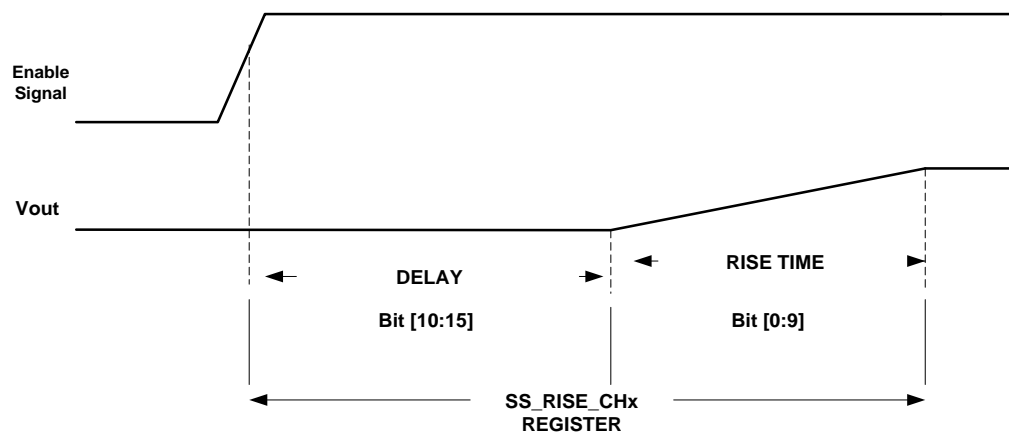 Enable
Signal
Vout
DELAY
RISE TIME
Bit [10:15]
Bit [0:9]
SS_RISE_CHx
REGISTER